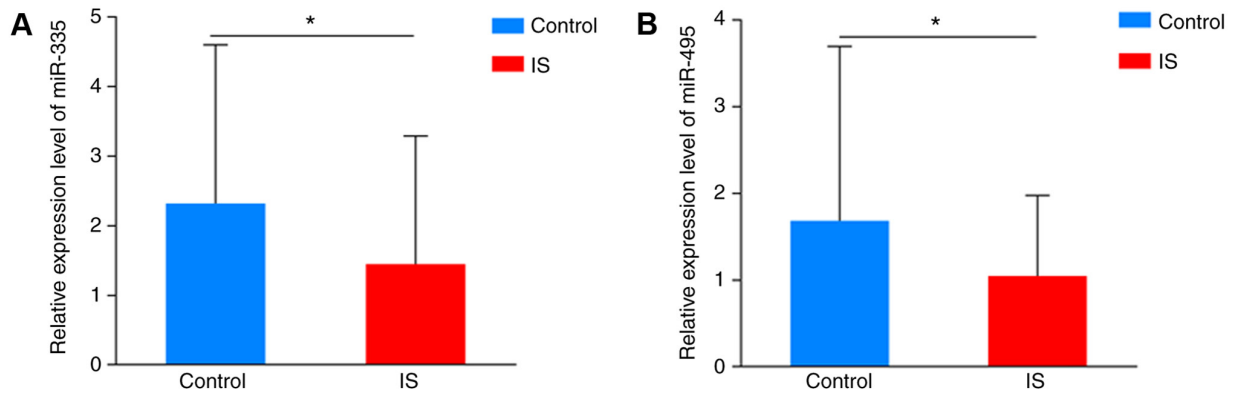 A
Relative expression level of miR-335
5
4
3
2
1
0
*
Control
IS
Control
IS
B
Relative expression level of miR-495
4
3
2
1
0
*
Control
IS
Control
IS